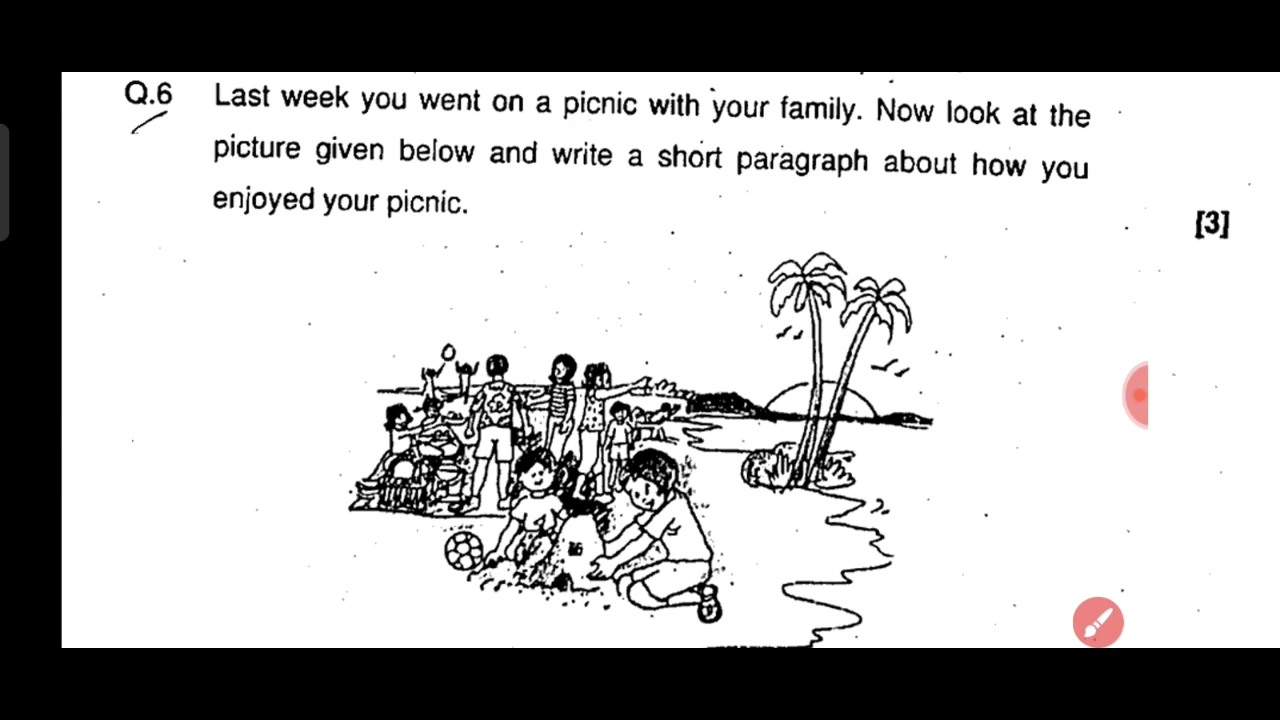 Q.6 Last week you went on a picnic with your family. Now look at the
picture given below and write a short paragraph about how you
enjoyed your picnic.
[3]